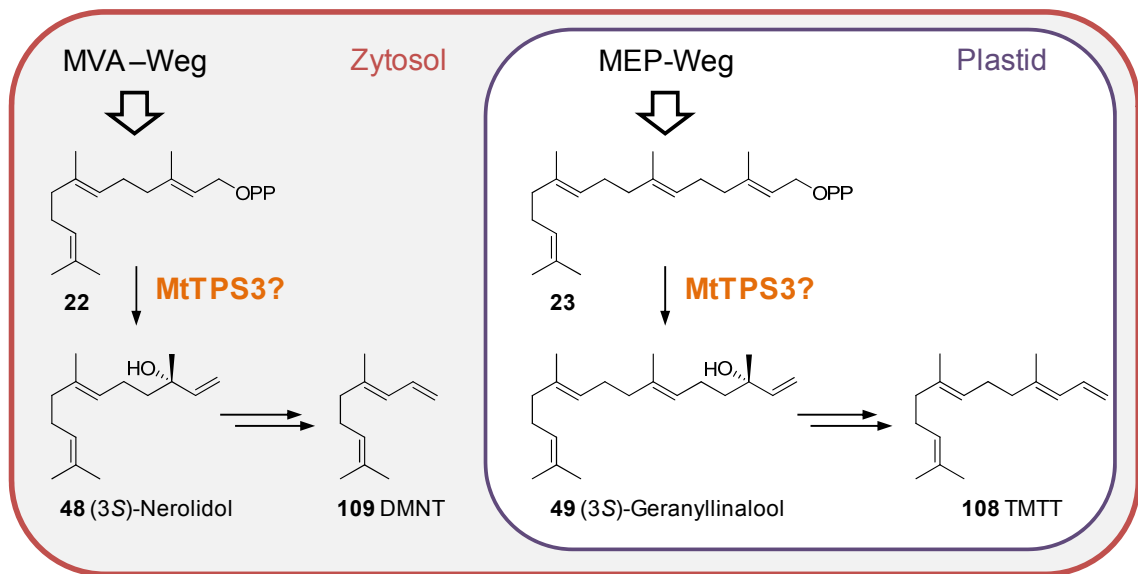 MVA–Weg
Zytosol
MEP-Weg
Plastid
OPP
OPP
22
MtTPS3?
23
MtTPS3?
HO
HO
48 (3S)-Nerolidol
109 DMNT
49 (3S)-Geranyllinalool
108 TMTT